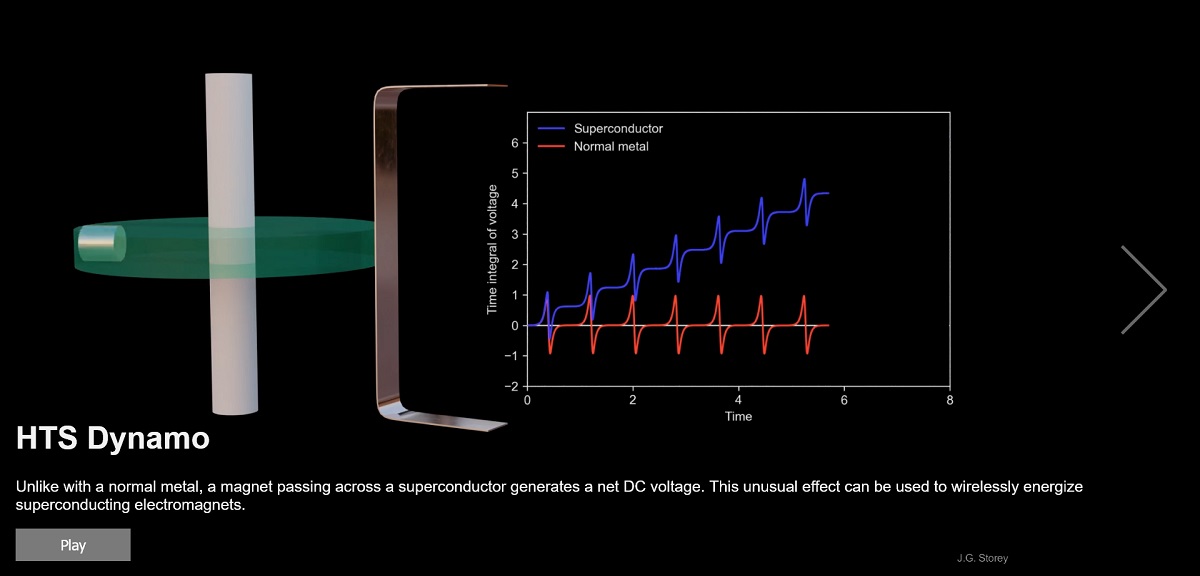 Superconductor
Normal metal
Time integral of voltage
6
5
4
3
2
1
0
−1
−2
0 2 4 6 8
Time
HTS Dynamo
Unlike with a normal metal, a magnet passing across a superconductor generates a net DC voltage. This unusual effect can be used to wirelessly energize
superconducting electromagnets.
Play
J.G. Storey